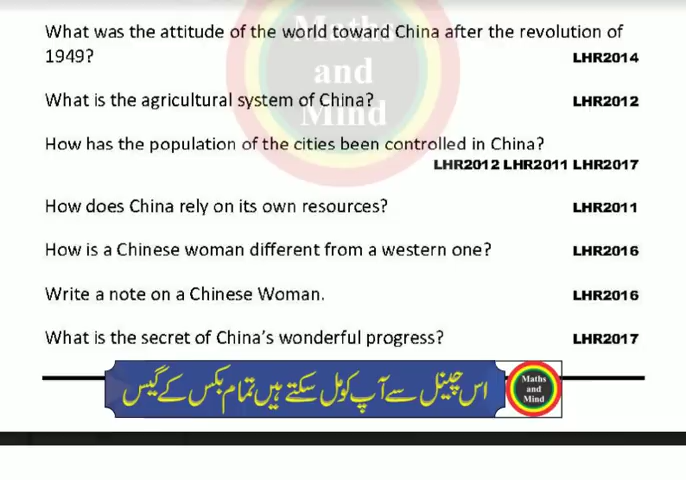 What was the attitude of the world toward China after the revolution of
1949? LHR2014
What is the agricultural system of China? LHR2012
How has the population of the cities been controlled in China?
LHR2012 LHR2011 LHR2017
How does China rely on its own resources? LHR2011
How is a Chinese woman different from a western one? LHR2016
Write a note on a Chinese Woman. LHR2016
What is the secret of China's wonderful progress? LHR2017
اس چینل سے آپ کو مل سکتے ہیں تمام بکس کے گیس
Maths
and
Mind
Maths
and
Mind